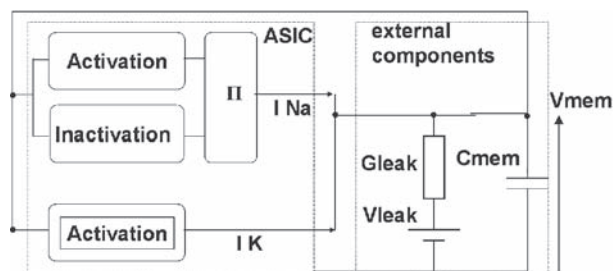 ASIC
external
components
Activation
Π
Vmem
I Na
Inactivation
Gleak
Cmem
Vleak
Activation
I K